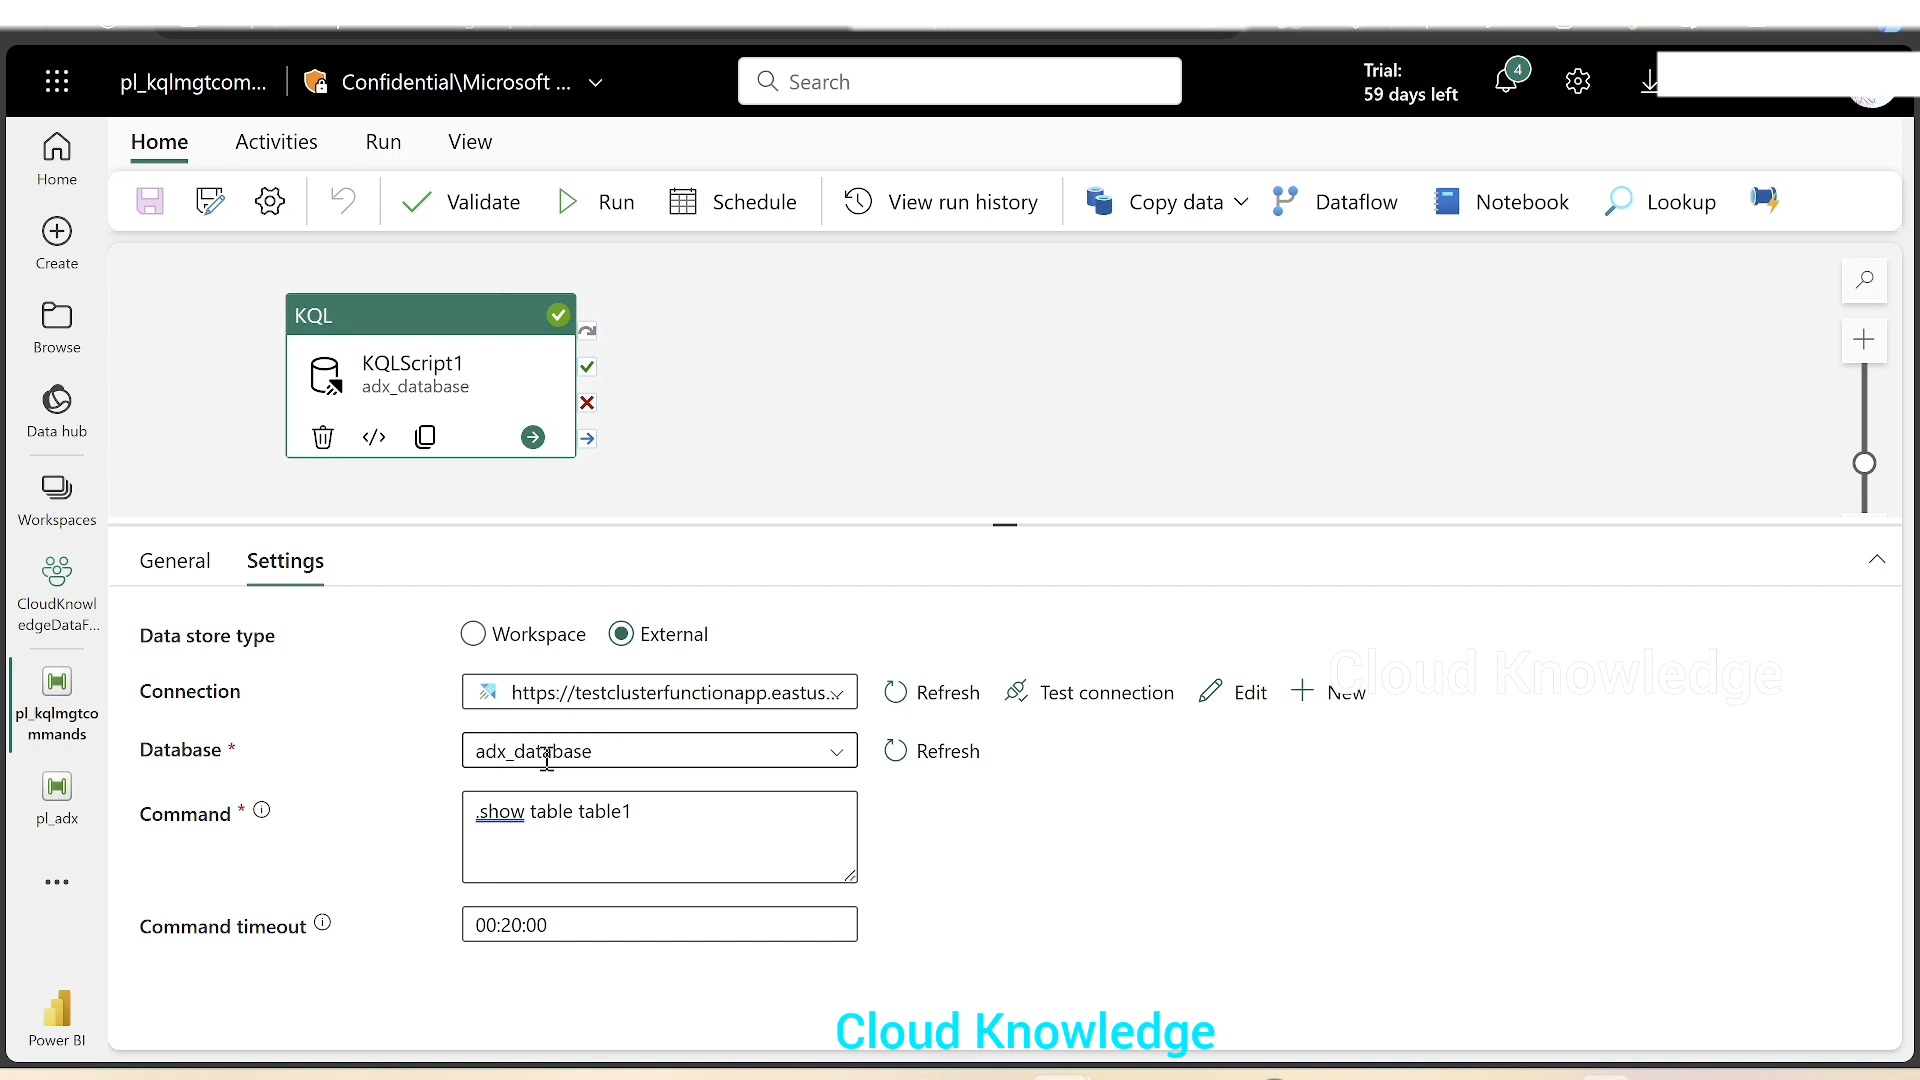 pl_kqlmgtcom...
Confidential\Microsoft ...
Search
Trial:
59 days left
4
Home
Activities
Run
View
Validate
Run
Schedule
View run history
Copy data
Dataflow
Notebook
Lookup
Home
Create
Browse
Data hub
Workspaces
CloudKnowl
edgeDataF...
pl_kqlmgtco
mmands
pl_adx
Power BI
KQL
KQLScript1
adx_database
General
Settings
Data store type
Workspace
External
Connection
https://testclusterfunctionapp.eastus...
Refresh
Test connection
Edit
New
Cloud Knowledge
Database *
adx_database
Refresh
Command *
.show table table1
Command timeout
00:20:00
Cloud Knowledge